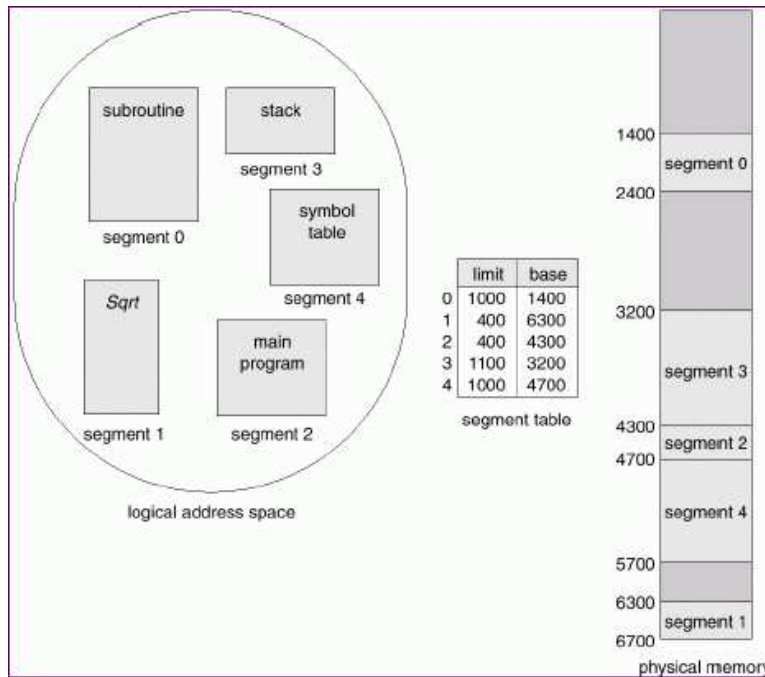 subroutine
segment 0
stack
segment 3
symbol
table
segment 4
Sqrt
segment 1
main
program
segment 2
logical address space
limit base
0 1000 1400
1 400 6300
2 400 4300
3 1100 3200
4 1000 4700
segment table
1400
segment 0
2400
3200
segment 3
4300
segment 2
4700
segment 4
5700
6300
segment 1
6700
physical memory